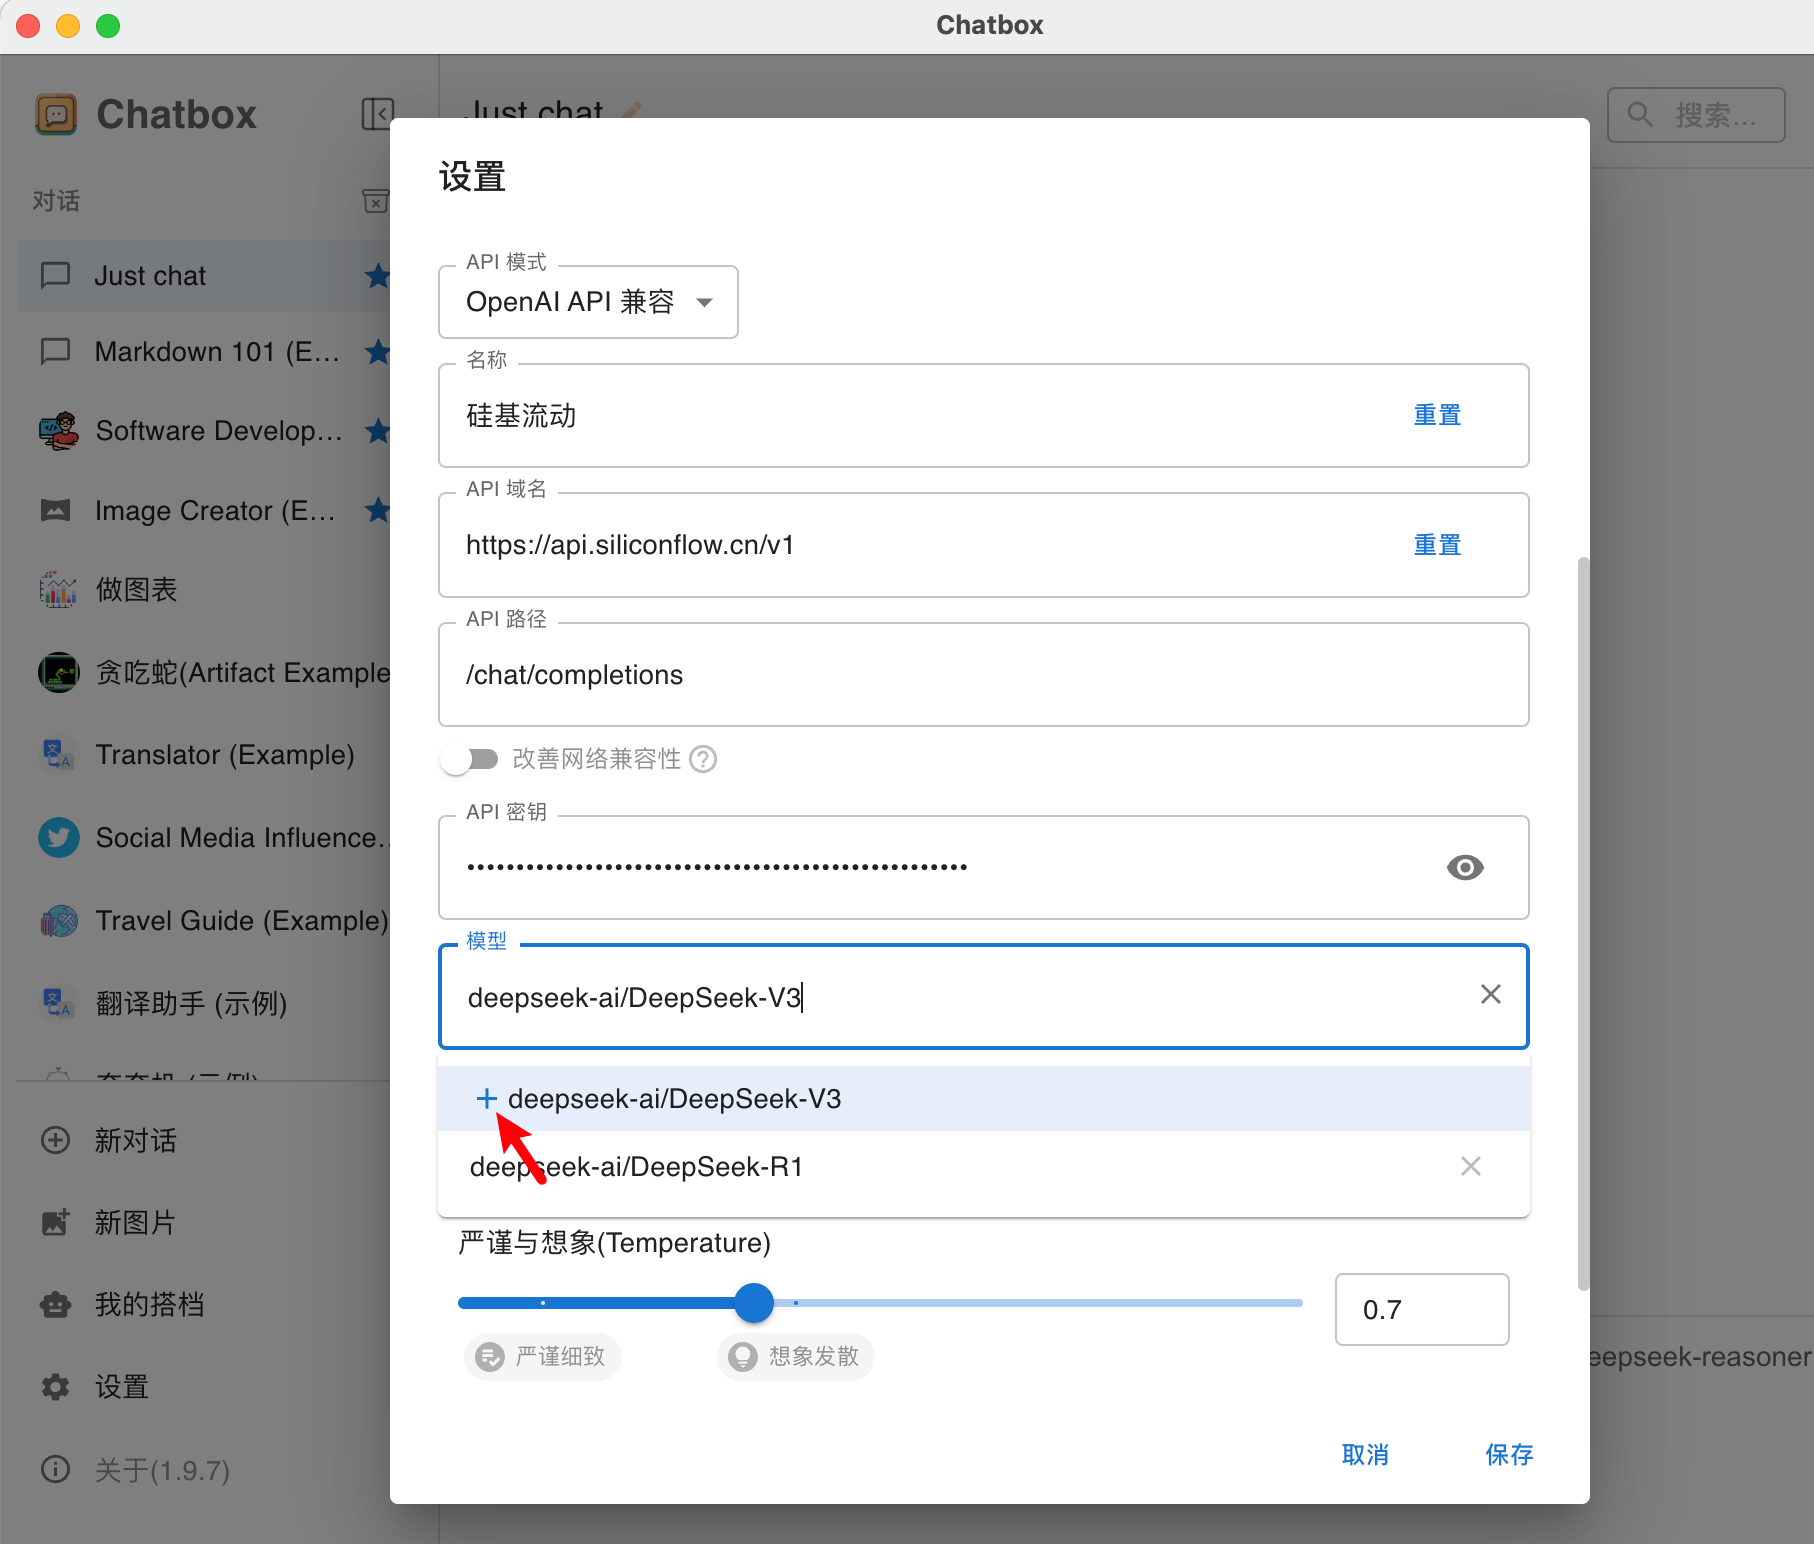 Chatbox
Chatbox
Just chat
搜索...
对话
Just chat
Markdown 101 (E...
Software Develop...
Image Creator (E...
做图表
贪吃蛇(Artifact Example
Translator (Example)
Social Media Influence..
Travel Guide (Example)
翻译助手 (示例)
新对话
新图片
我的搭档
设置
关于(1.9.7)
设置
API 模式
OpenAI API 兼容
名称
硅基流动
重置
API 域名
https://api.siliconflow.cn/v1
重置
API 路径
/chat/completions
改善网络兼容性
API 密钥
模型
deepseek-ai/DeepSeek-V3
+ deepseek-ai/DeepSeek-V3
deepseek-ai/DeepSeek-R1
严谨与想象(Temperature)
0.7
严谨细致
想象发散
取消
保存
eepseek-reasoner